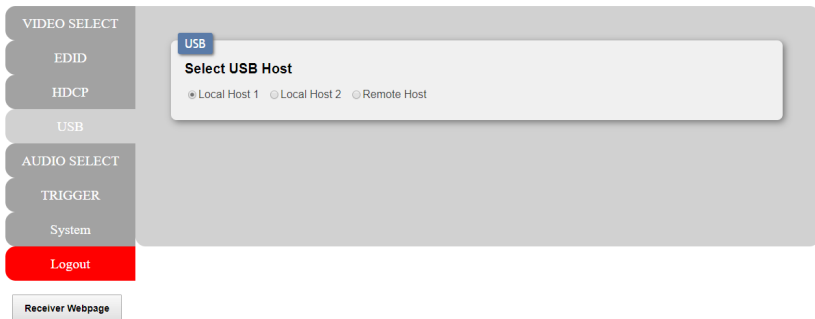 VIDEO SELECT
EDID
HDCP
USB
AUDIO SELECT
TRIGGER
System
Logout
Receiver Webpage
USB
Select USB Host
Local Host 1 Local Host 2 Remote Host